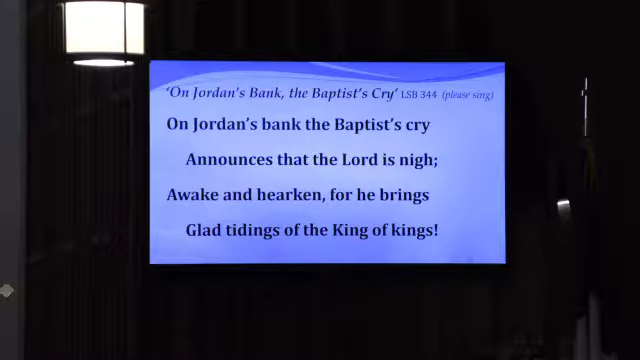 'On Jordan's Bank, the Baptist's Cry' LSB 344 (please sing)
On Jordan's bank the Baptist's cry
Announces that the Lord is nigh;
Awake and hearken, for he brings
Glad tidings of the King of kings!